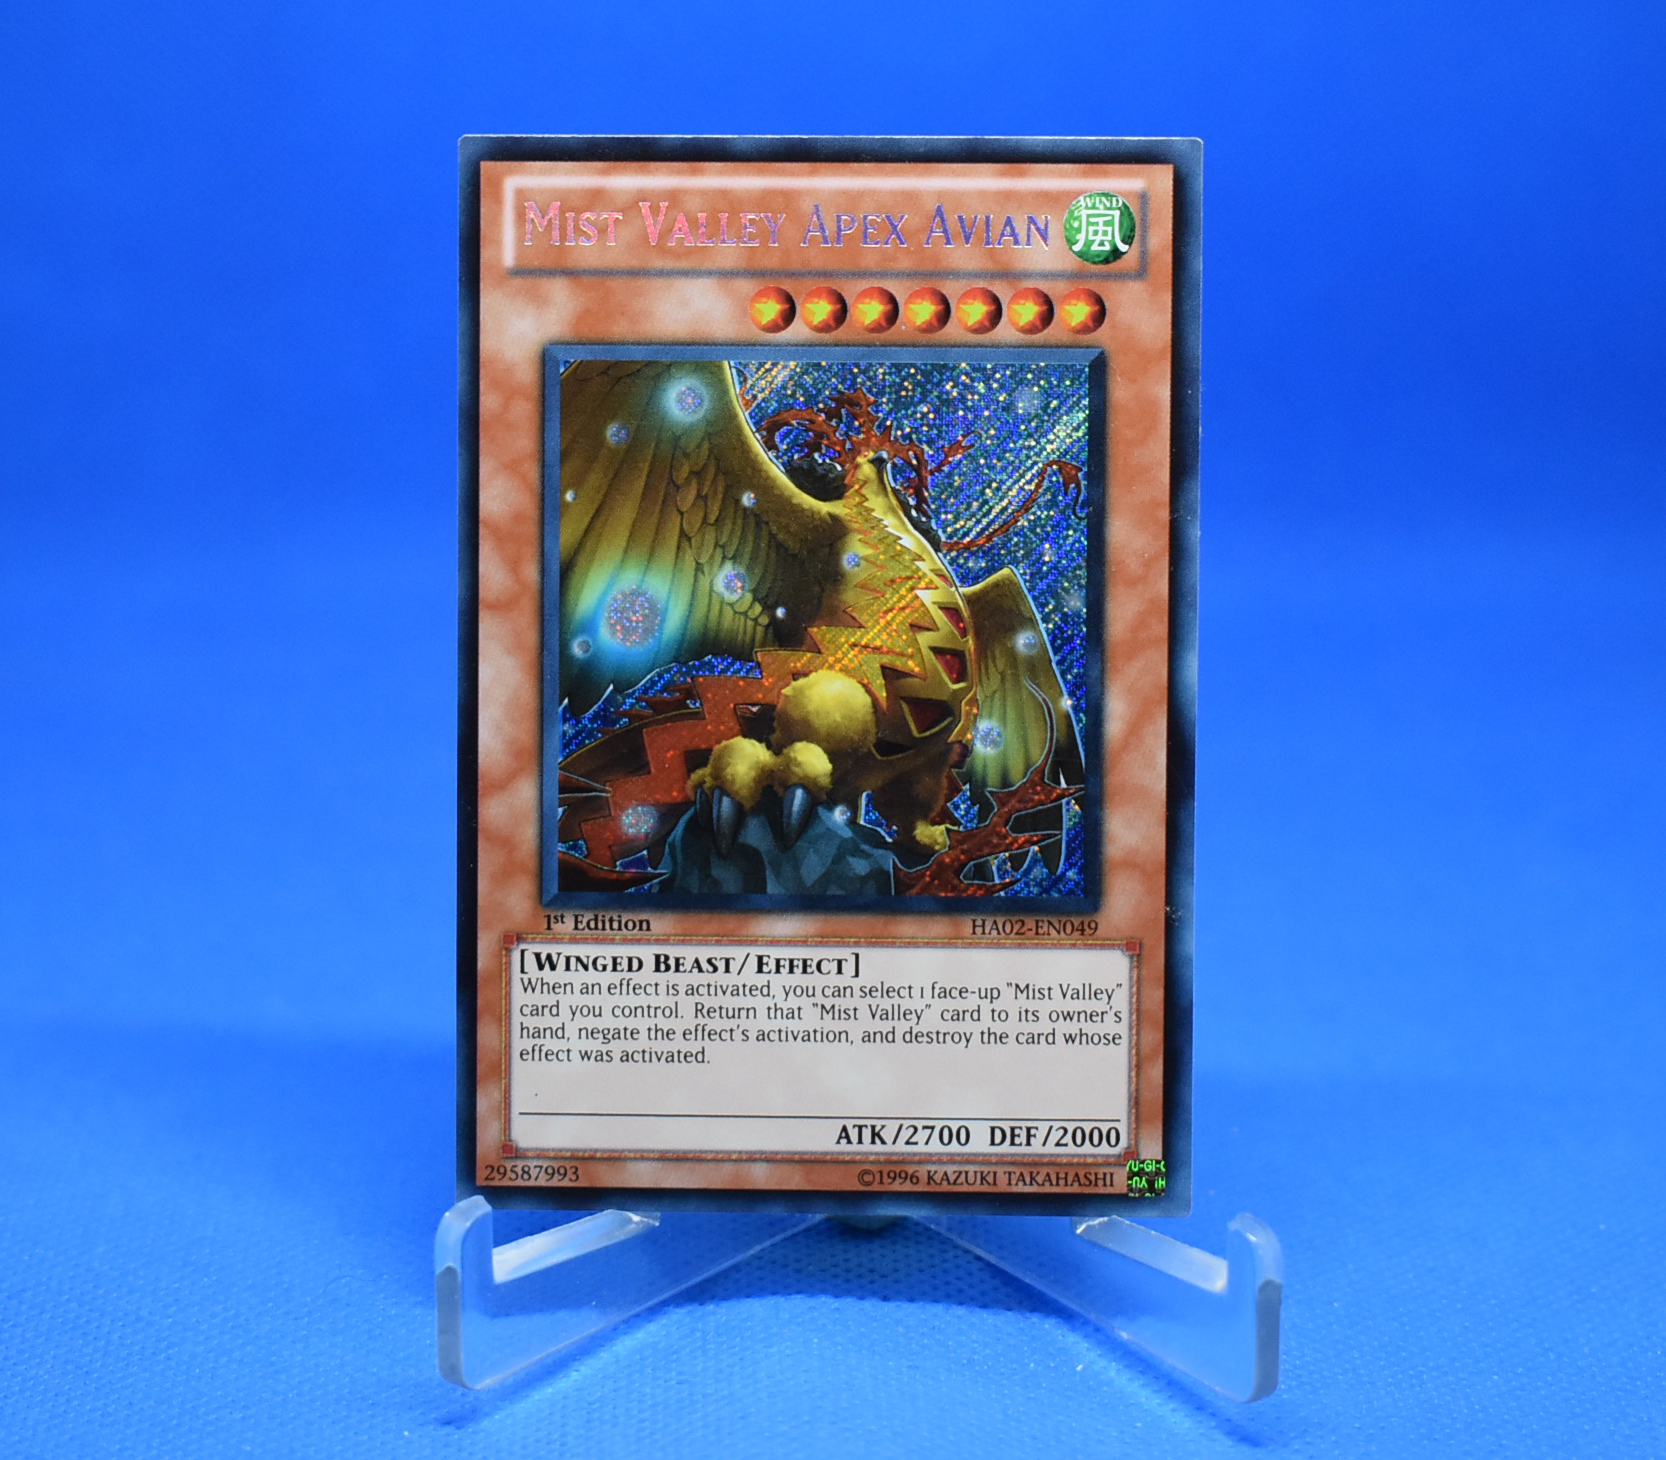 MIST VALLEY APEX AVIAN
WIND
風
1st Edition
HA02-EN049
[WINGED BEAST/EFFECT]
When an effect is activated, you can select 1 face-up "Mist Valley"
card you control. Return that "Mist Valley" card to its owner's
hand, negate the effect's activation, and destroy the card whose
effect was activated.
ATK/2700 DEF/2000
29587993
©1996 KAZUKI TAKAHASHI